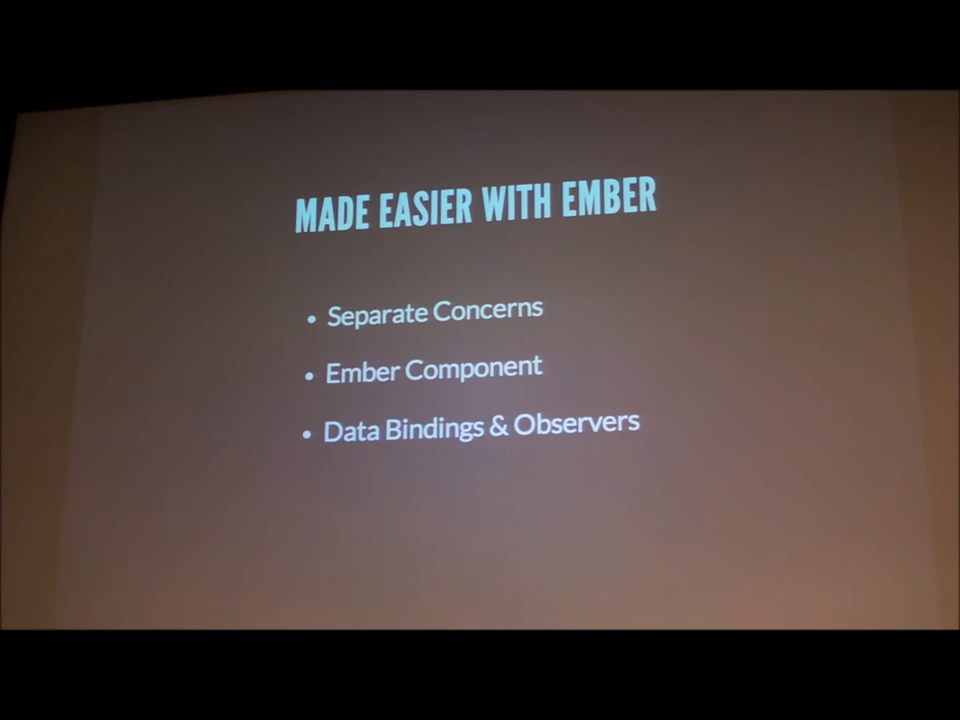 MADE EASIER WITH EMBER
• Separate Concerns
• Ember Component
• Data Bindings & Observers